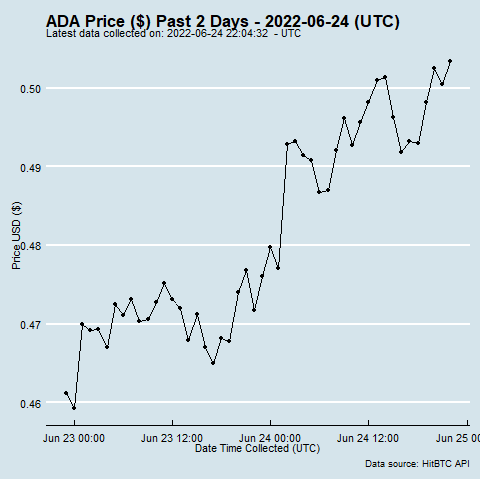 ADA Price ($) Past 2 Days - 2022-06-24 (UTC)
Latest data collected on: 2022-06-24 22:04:32 - UTC
0.50
0.49
0.48
0.47
0.46
Price USD ($)
Jun 23 00:00 Jun 23 12:00 Jun 24 00:00 Jun 24 12:00 Jun 25 00
Date Time Collected (UTC)
Data source: HitBTC API